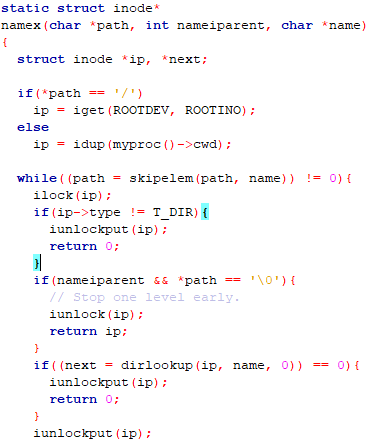 static struct inode*
namex(char *path, int nameiparent, char *name)
{
  struct inode *ip, *next;

  if(*path == '/')
    ip = iget(ROOTDEV, ROOTINO);
  else
    ip = idup(myproc()->cwd);

  while((path = skipelem(path, name)) != 0){
    ilock(ip);
    if(ip->type != T_DIR){
      iunlockput(ip);
      return 0;
    }
    if(nameiparent && *path == '\0'){
      // Stop one level early.
      iunlock(ip);
      return ip;
    }
    if((next = dirlookup(ip, name, 0)) == 0){
      iunlockput(ip);
      return 0;
    }
    iunlockput(ip);